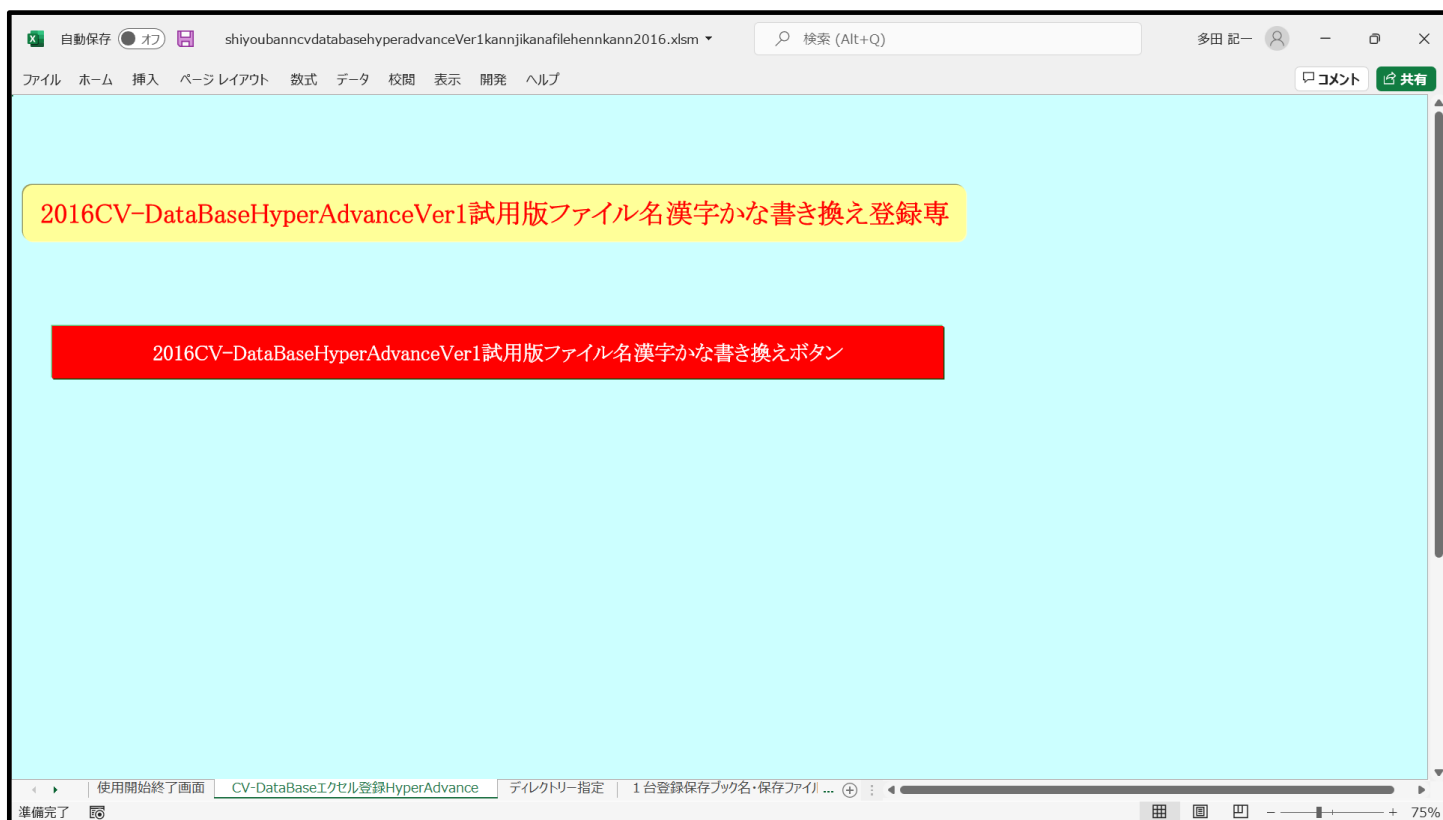 自動保存 オフ shiyoubanncvdatabasehyperadvanceVer1kannjikanafilehennkann2016.xlsm 検索 (Alt+Q) 多田 記一
ファイル ホーム 挿入 ページ レイアウト 数式 データ 校閲 表示 開発 ヘルプ コメント 共有
2016CV-DataBaseHyperAdvanceVer1試用版ファイル名漢字かな書き換え登録専
2016CV-DataBaseHyperAdvanceVer1試用版ファイル名漢字かな書き換えボタン
使用開始終了画面 CV-DataBaseエクセル登録HyperAdvance ディレクトリー指定 1台登録保存ブック名・保存ファイル ...
準備完了 75%